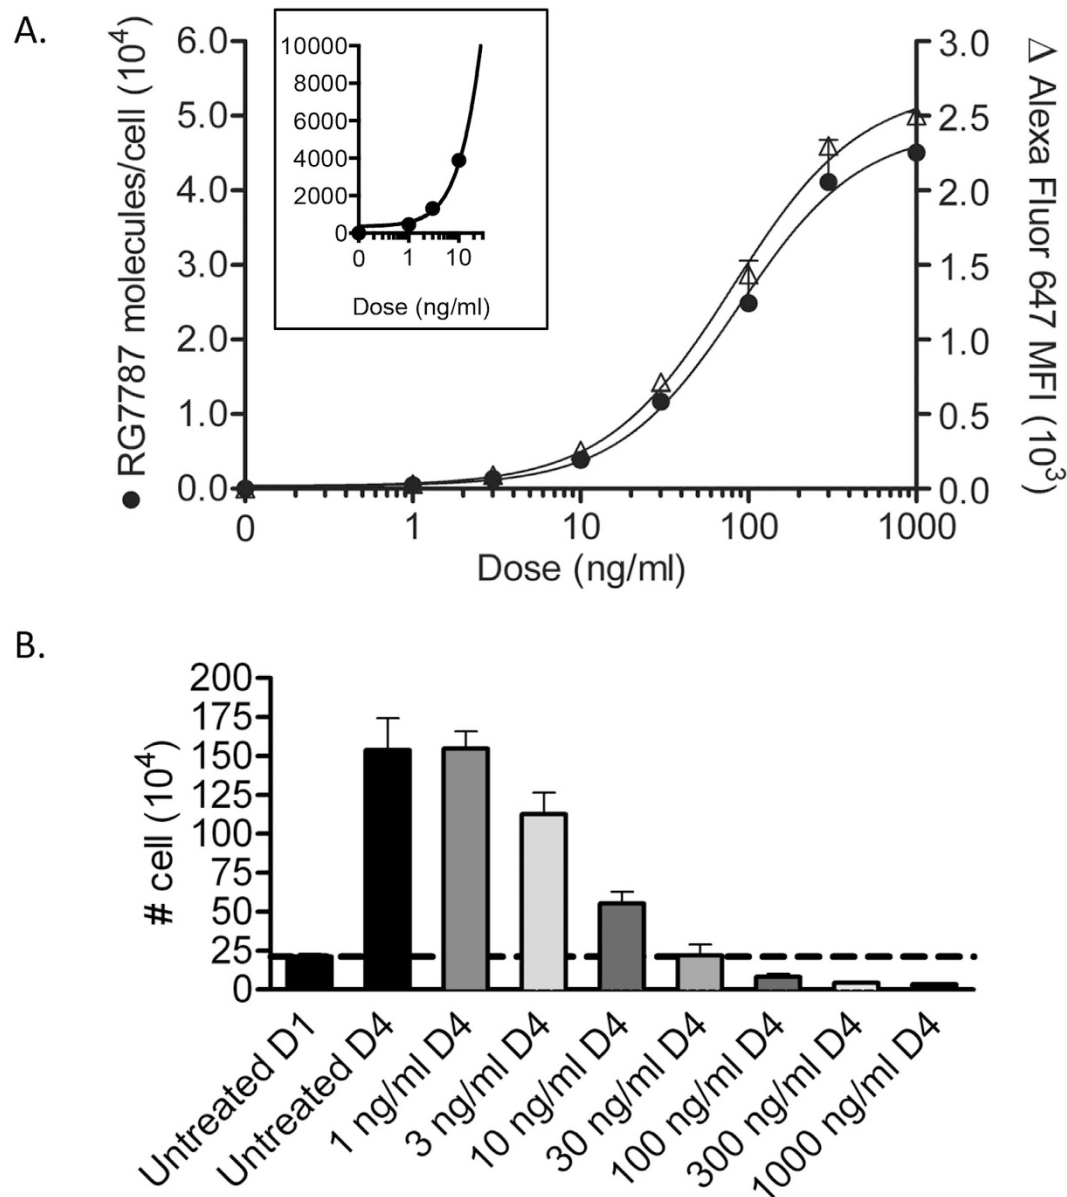 A.
● RG7787 molecules/cell (10⁴)
6.0
5.0
4.0
3.0
2.0
1.0
0.0
10000
8000
6000
4000
2000
0
0 1 10
Dose (ng/ml)
3.0
2.5
2.0
1.5
1.0
0.5
0.0
△ Alexa Fluor 647 MFI (10³)
0 1 10 100 1000
Dose (ng/ml)
B.
# cell (10⁴)
200
175
150
125
100
75
50
25
0
Untreated D1
Untreated D4
1 ng/ml D4
3 ng/ml D4
10 ng/ml D4
30 ng/ml D4
100 ng/ml D4
300 ng/ml D4
1000 ng/ml D4